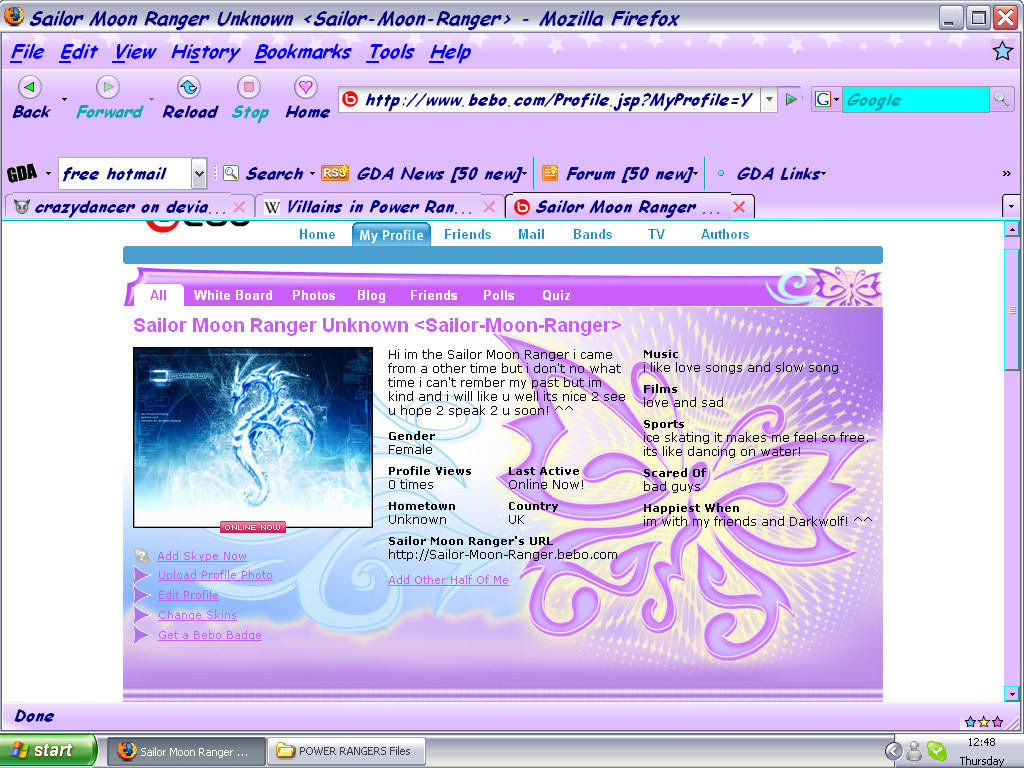 Sailor Moon Ranger Unknown <Sailor-Moon-Ranger> - Mozilla Firefox
File Edit View History Bookmarks Tools Help
Back Forward Reload Stop Home http://www.bebo.com/Profile.jsp?MyProfile=Y G Google
GDA free hotmail Search RSS GDA News [50 new] Forum [50 new] GDA Links »
crazydancer on devia... W Villains in Power Ran... Sailor Moon Ranger ...
Home My Profile Friends Mail Bands TV Authors
All White Board Photos Blog Friends Polls Quiz
Sailor Moon Ranger Unknown <Sailor-Moon-Ranger>
Hi im the Sailor Moon Ranger i came
from a other time but i don't no what
time i can't rember my past but im
kind and i will like u well its nice 2 see
u hope 2 speak 2 u soon! ^^
Gender
Female
Profile Views Last Active
0 times Online Now!
Hometown Country
Unknown UK
Sailor Moon Ranger's URL
http://Sailor-Moon-Ranger.bebo.com
Add Other Half Of Me
Music
i like love songs and slow song
Films
love and sad
Sports
ice skating it makes me feel so free.
its like dancing on water!
Scared Of
bad guys
Happiest When
im with my friends and Darkwolf! ^^
ONLINE NOW
Add Skype Now
Upload Profile Photo
Edit Profile
Change Skins
Get a Bebo Badge
Done
start Sailor Moon Ranger ... POWER RANGERS Files 12:48
Thursday